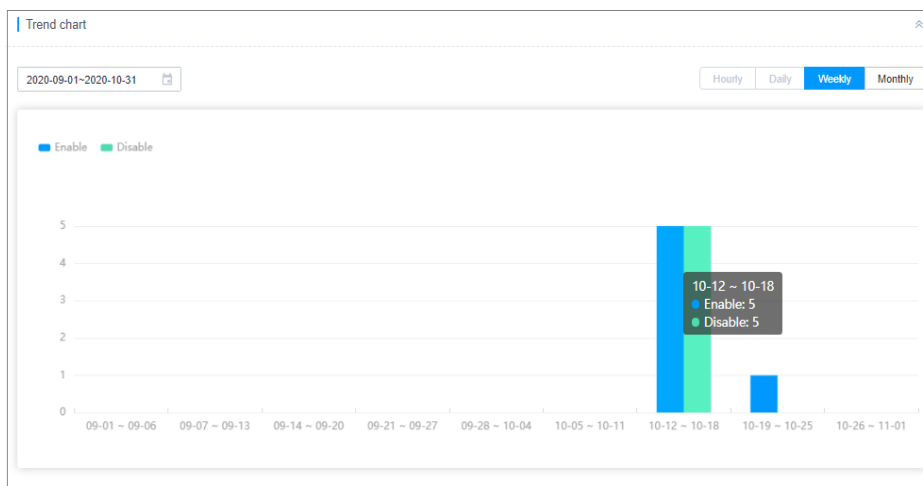 Trend chart
2020-09-01~2020-10-31
Hourly Daily Weekly Monthly
Enable Disable
5
4
3
2
1
0
10-12 ~ 10-18
Enable: 5
Disable: 5
09-01 ~ 09-06 09-07 ~ 09-13 09-14 ~ 09-20 09-21 ~ 09-27 09-28 ~ 10-04 10-05 ~ 10-11 10-12 ~ 10-18 10-19 ~ 10-25 10-26 ~ 11-01